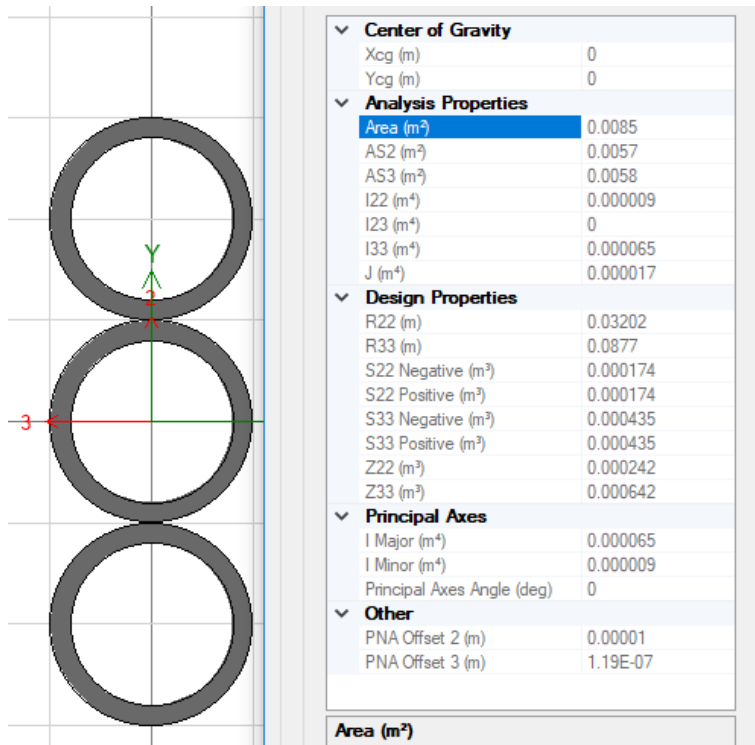 Y
2
3
Center of Gravity
Xcg (m) 0
Ycg (m) 0
Analysis Properties
Area (m²) 0.0085
AS2 (m²) 0.0057
AS3 (m²) 0.0058
I22 (m⁴) 0.000009
I23 (m⁴) 0
I33 (m⁴) 0.000065
J (m⁴) 0.000017
Design Properties
R22 (m) 0.03202
R33 (m) 0.0877
S22 Negative (m³) 0.000174
S22 Positive (m³) 0.000174
S33 Negative (m³) 0.000435
S33 Positive (m³) 0.000435
Z22 (m³) 0.000242
Z33 (m³) 0.000642
Principal Axes
I Major (m⁴) 0.000065
I Minor (m⁴) 0.000009
Principal Axes Angle (deg) 0
Other
PNA Offset 2 (m) 0.00001
PNA Offset 3 (m) 1.19E-07
Area (m²)